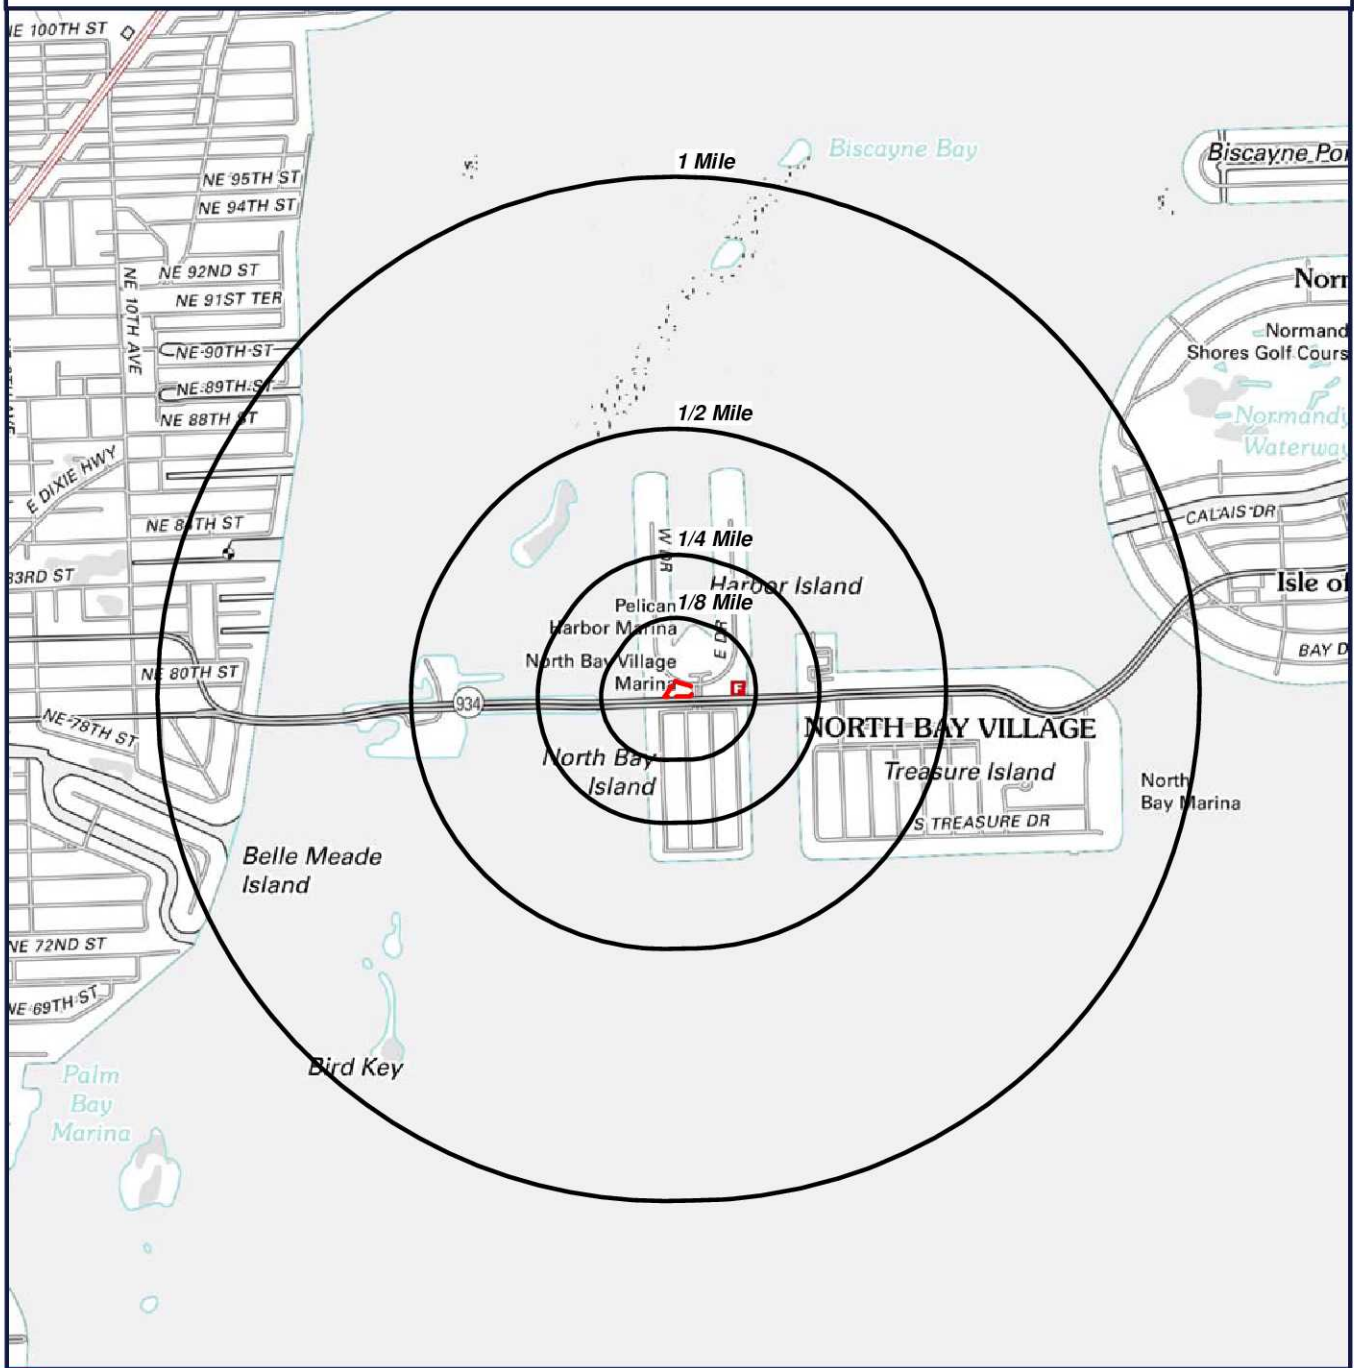 NE 100TH ST
Biscayne Bay
1 Mile
NE 95TH ST
NE 94TH ST
NE 92ND ST
NE 91ST TER
NE 10TH AVE
NE 90TH ST
NE 89TH ST
NE 88TH ST
Normand
Shores Golf Cours
Normandy
Waterway
1/2 Mile
E DIXIE HWY
NE 84TH ST
CALAIS DR
W DR
1/4 Mile
83RD ST
Harbor Island
Isle of
1/8 Mile
Pelican
Harbor Marina
E DR
BAY D
North Bay Village
Marina
NE 80TH ST
F
934
NE 78TH ST
NORTH BAY VILLAGE
North Bay
Island
Treasure Island
North
Bay Marina
S TREASURE DR
Belle Meade
Island
NE 72ND ST
NE 69TH ST
Bird Key
Palm
Bay
Marina